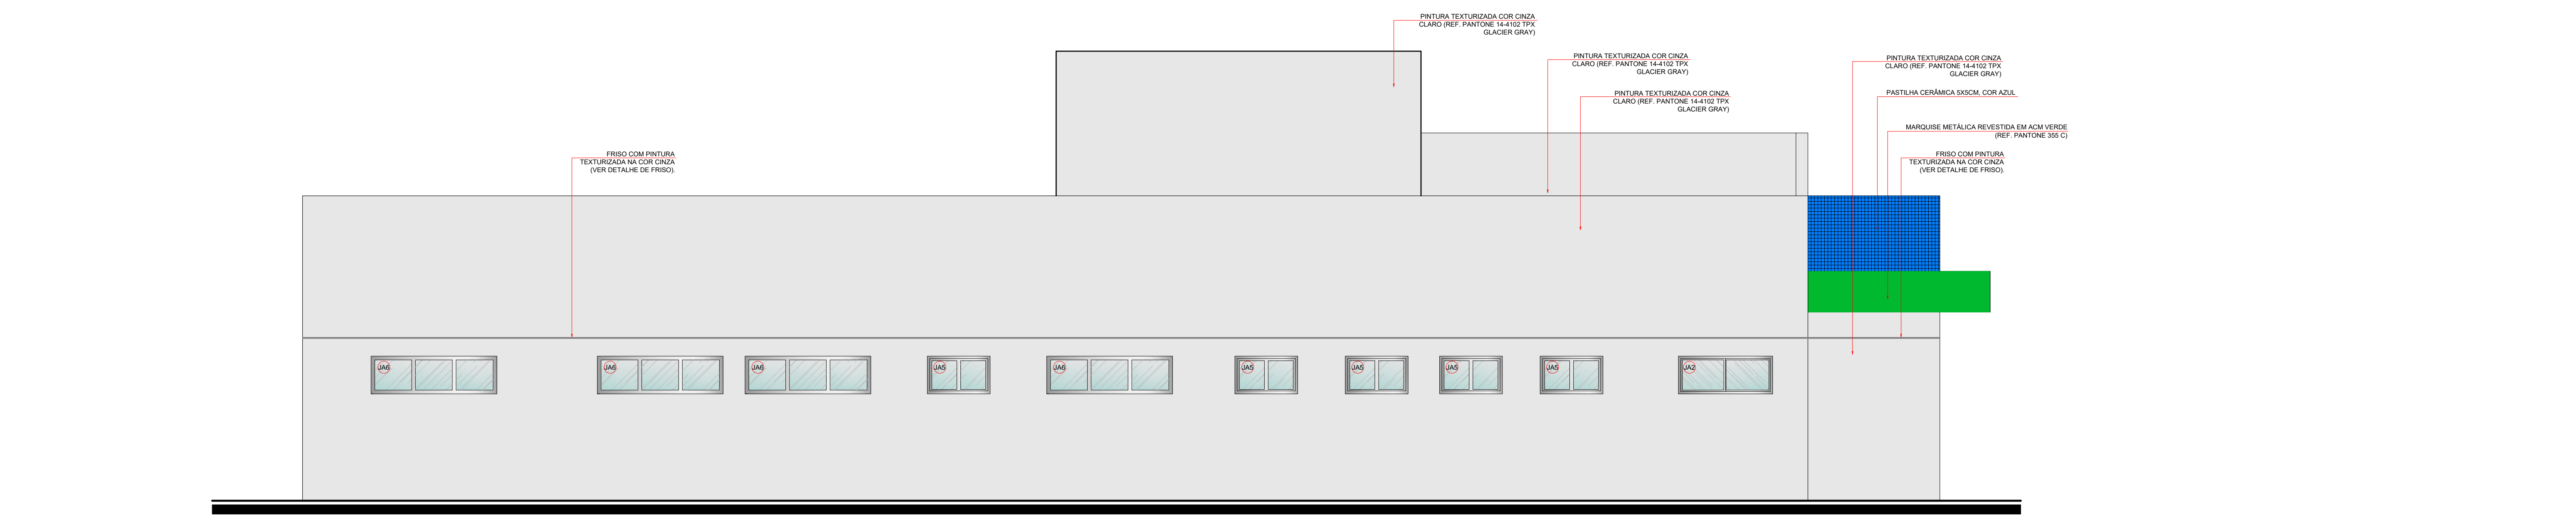 PINTURA TEXTURIZADA COR CINZA
CLARO (REF. PANTONE 14-4102 TPX
GLACIER GRAY)
PINTURA TEXTURIZADA COR CINZA
CLARO (REF. PANTONE 14-4102 TPX
GLACIER GRAY)
PINTURA TEXTURIZADA COR CINZA
CLARO (REF. PANTONE 14-4102 TPX
GLACIER GRAY)
PINTURA TEXTURIZADA COR CINZA
CLARO (REF. PANTONE 14-4102 TPX
GLACIER GRAY)
PASTILHA CERÂMICA 5X5CM, COR AZUL
MARQUISE METÁLICA REVESTIDA EM ACM VERDE
(REF. PANTONE 355 C)
FRISO COM PINTURA
TEXTURIZADA NA COR CINZA
(VER DETALHE DE FRISO).
FRISO COM PINTURA
TEXTURIZADA NA COR CINZA
(VER DETALHE DE FRISO).
JA6
JA6
JA6
JA5
JA6
JA5
JA5
JA5
JA5
JA2